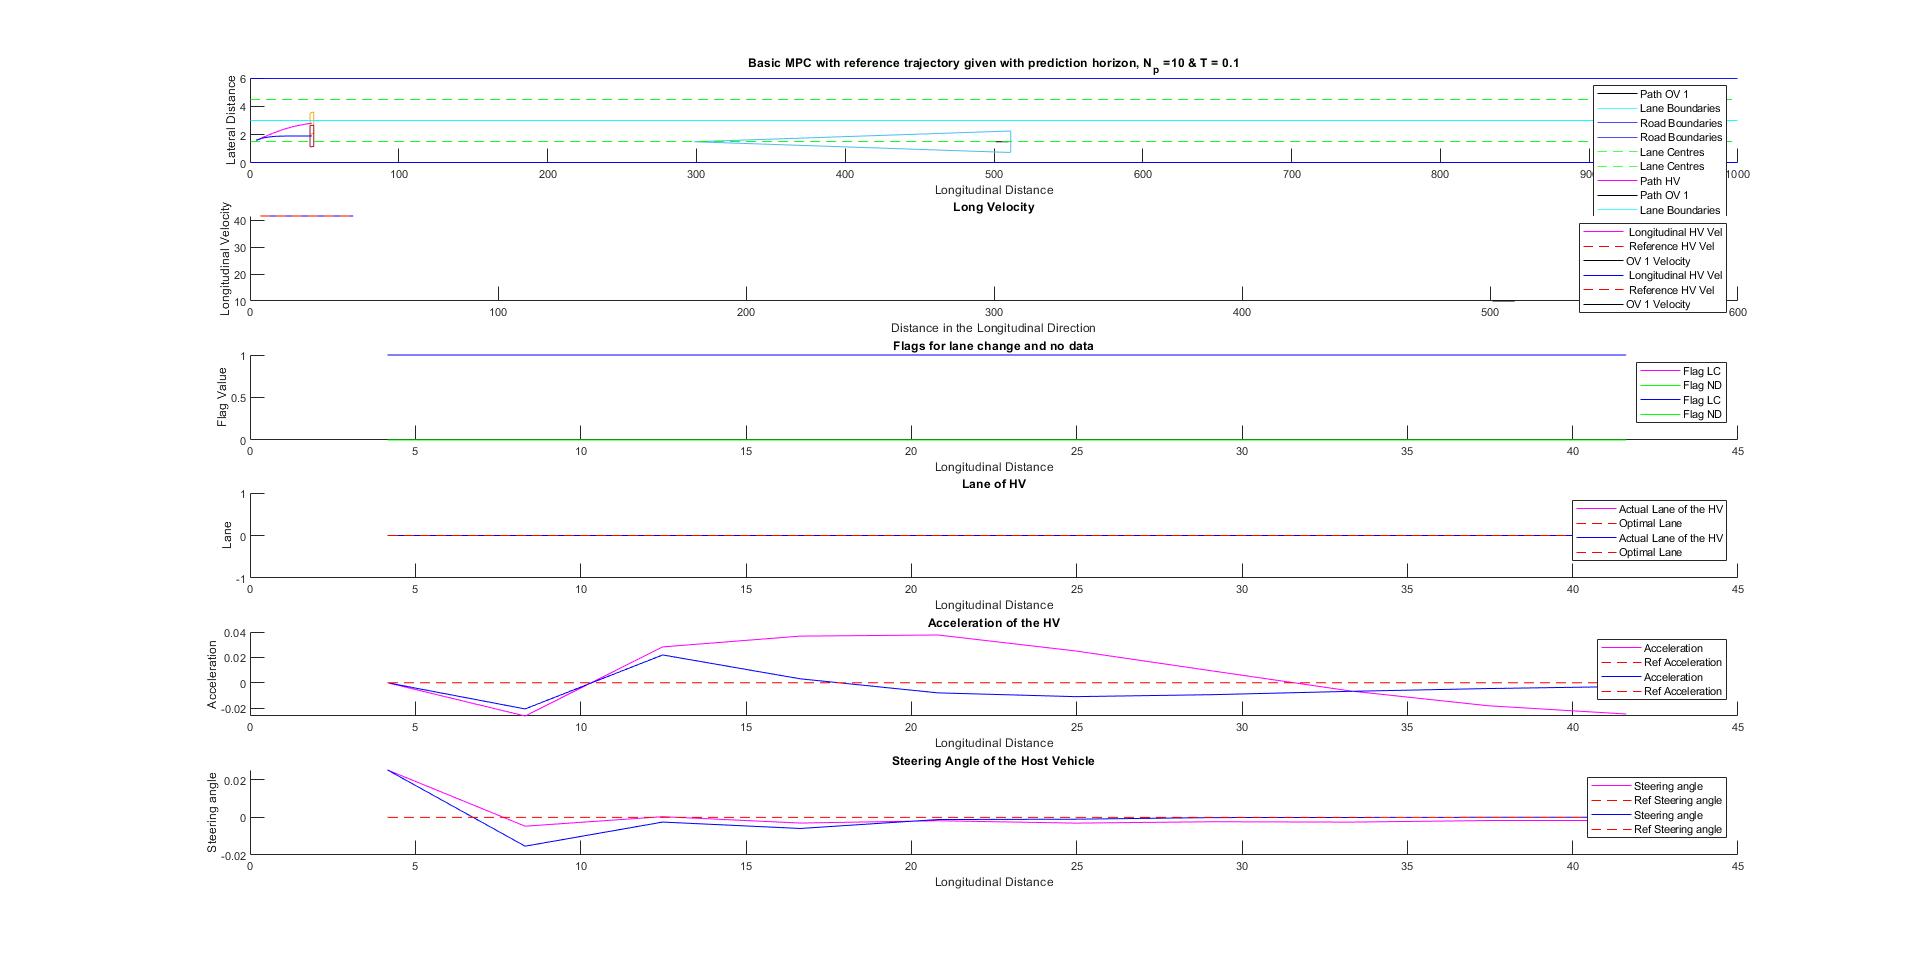 Basic MPC with reference trajectory given with prediction horizon, Np =10 & T = 0.1
Lateral Distance
6
4
2
0
0 100 200 300 400 500 600 700 800 90 1000
Longitudinal Distance
Path OV 1
Lane Boundaries
Road Boundaries
Road Boundaries
Lane Centres
Lane Centres
Path HV
Path OV 1
Lane Boundaries
Long Velocity
Longitudinal Velocity
40
30
20
10
0 100 200 300 400 500 600
Distance in the Longitudinal Direction
Longitudinal HV Vel
Reference HV Vel
OV 1 Velocity
Longitudinal HV Vel
Reference HV Vel
OV 1 Velocity
Flags for lane change and no data
Flag Value
1
0.5
0
0 5 10 15 20 25 30 35 40 45
Longitudinal Distance
Flag LC
Flag ND
Flag LC
Flag ND
Lane of HV
Lane
1
0
-1
0 5 10 15 20 25 30 35 40 45
Longitudinal Distance
Actual Lane of the HV
Optimal Lane
Actual Lane of the HV
Optimal Lane
Acceleration of the HV
Acceleration
0.04
0.02
0
-0.02
0 5 10 15 20 25 30 35 40 45
Longitudinal Distance
Acceleration
Ref Acceleration
Acceleration
Ref Acceleration
Steering Angle of the Host Vehicle
Steering angle
0.02
0
-0.02
0 5 10 15 20 25 30 35 40 45
Longitudinal Distance
Steering angle
Ref Steering angle
Steering angle
Ref Steering angle